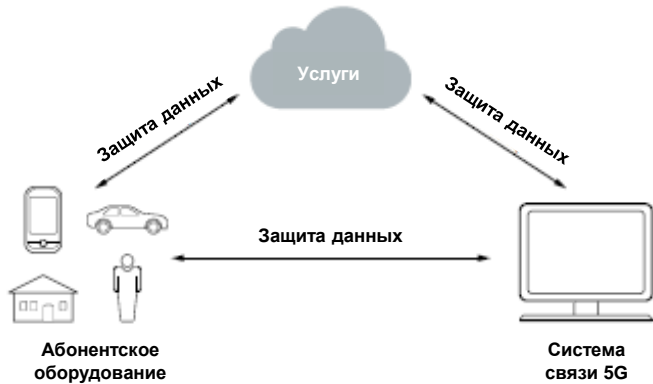 Услуги
Защита данных
Защита данных
Защита данных
Абонентское
оборудование
Система
связи 5G